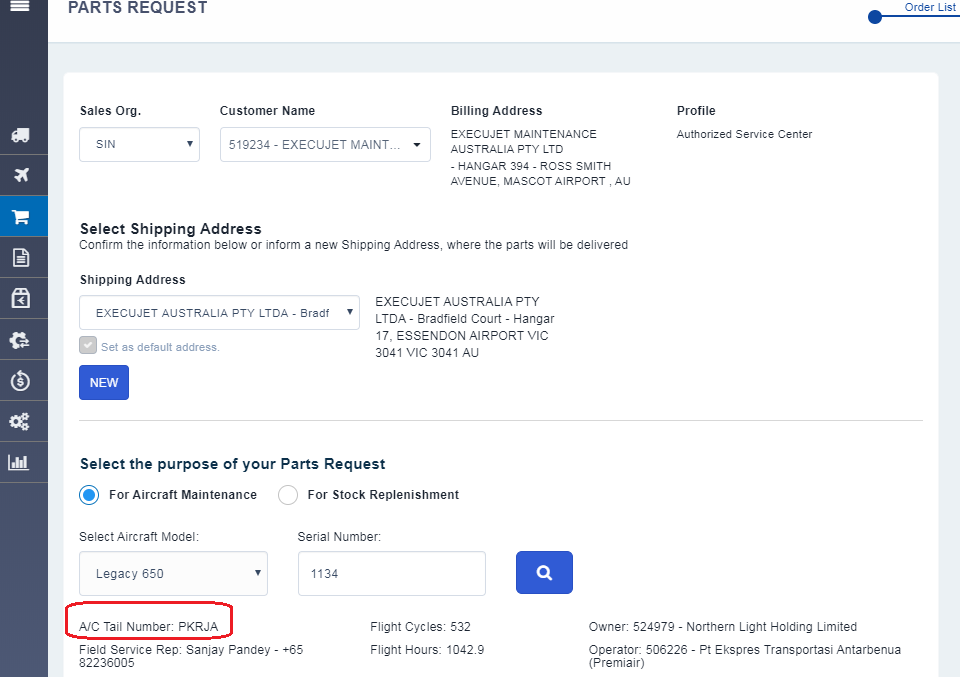 PARTS REQUEST
Order List
Sales Org.
SIN
Customer Name
519234 - EXECUJET MAINT...
Billing Address
EXECUJET MAINTENANCE
AUSTRALIA PTY LTD
- HANGAR 394 - ROSS SMITH
AVENUE, MASCOT AIRPORT , AU
Profile
Authorized Service Center
Select Shipping Address
Confirm the information below or inform a new Shipping Address, where the parts will be delivered
Shipping Address
EXECUJET AUSTRALIA PTY LTDA - Bradf
EXECUJET AUSTRALIA PTY
LTDA - Bradfield Court - Hangar
17, ESSENDON AIRPORT VIC
3041 VIC 3041 AU
Set as default address.
NEW
Select the purpose of your Parts Request
For Aircraft Maintenance
For Stock Replenishment
Select Aircraft Model:
Serial Number:
Legacy 650
1134
A/C Tail Number: PKRJA
Flight Cycles: 532
Owner: 524979 - Northern Light Holding Limited
Field Service Rep: Sanjay Pandey - +65
82236005
Flight Hours: 1042.9
Operator: 506226 - Pt Ekspres Transportasi Antarbenua
(Premiair)